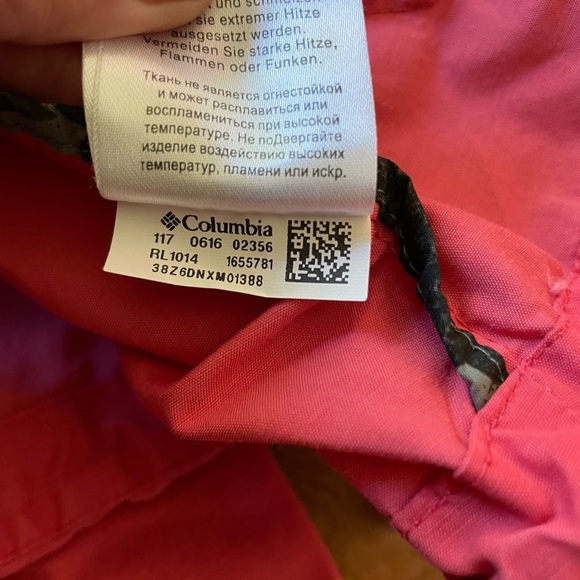 und schmelzen
sie extremer Hitze
ausgesetzt werden.
Vermeiden Sie starke Hitze,
Flammen oder Funken.
Ткань не является огнестойкой
и может расплавиться или
воспламениться при высокой
температуре. Не поДвергайте
изделие воздействию высоких
температур, пламени или искр.
Columbia
117 0616 02356
RL1014 1655781
38Z6DNXM01388